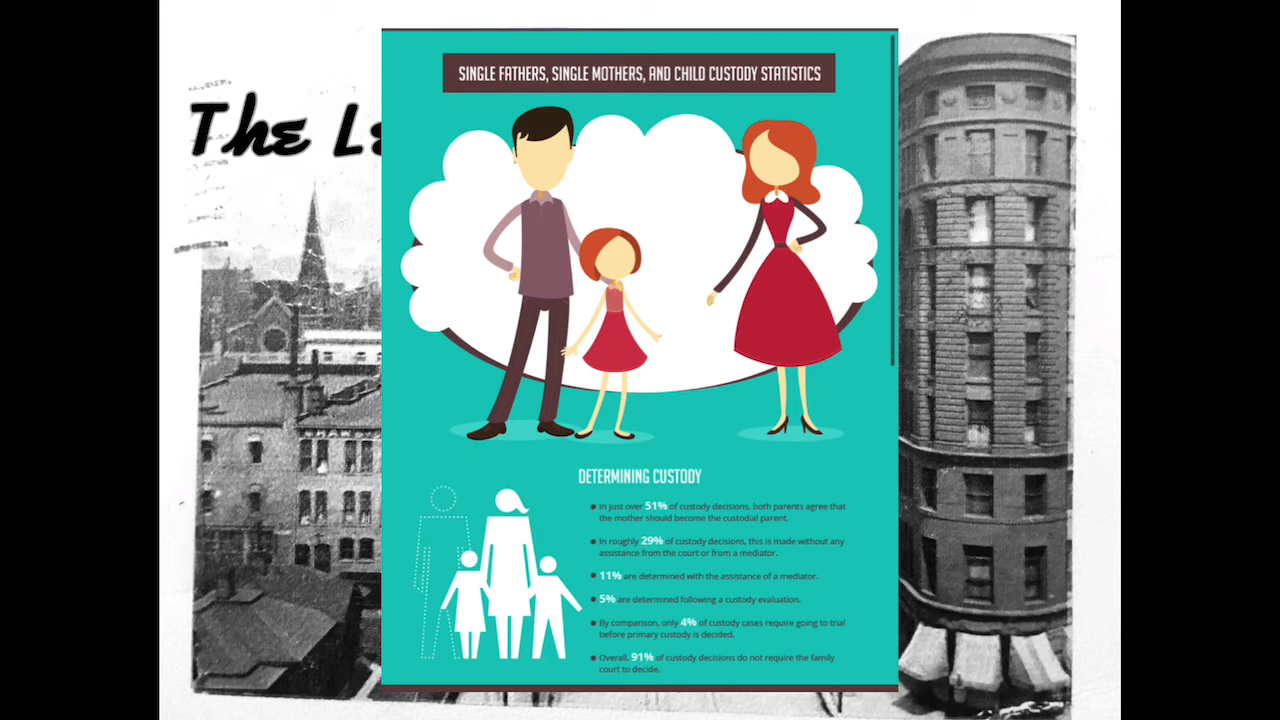 The Le
SINGLE FATHERS, SINGLE MOTHERS, AND CHILD CUSTODY STATISTICS
DETERMINING CUSTODY
In just over 51% of custody decisions, both parents agree that
the mother should become the custodial parent.
In roughly 29% of custody decisions, this is made without any
assistance from the court or from a mediator.
11% are determined with the assistance of a mediator.
5% are determined following a custody evaluation.
By comparison, only 4% of custody cases require going to trial
before primary custody is decided.
Overall, 91% of custody decisions do not require the family
court to decide.